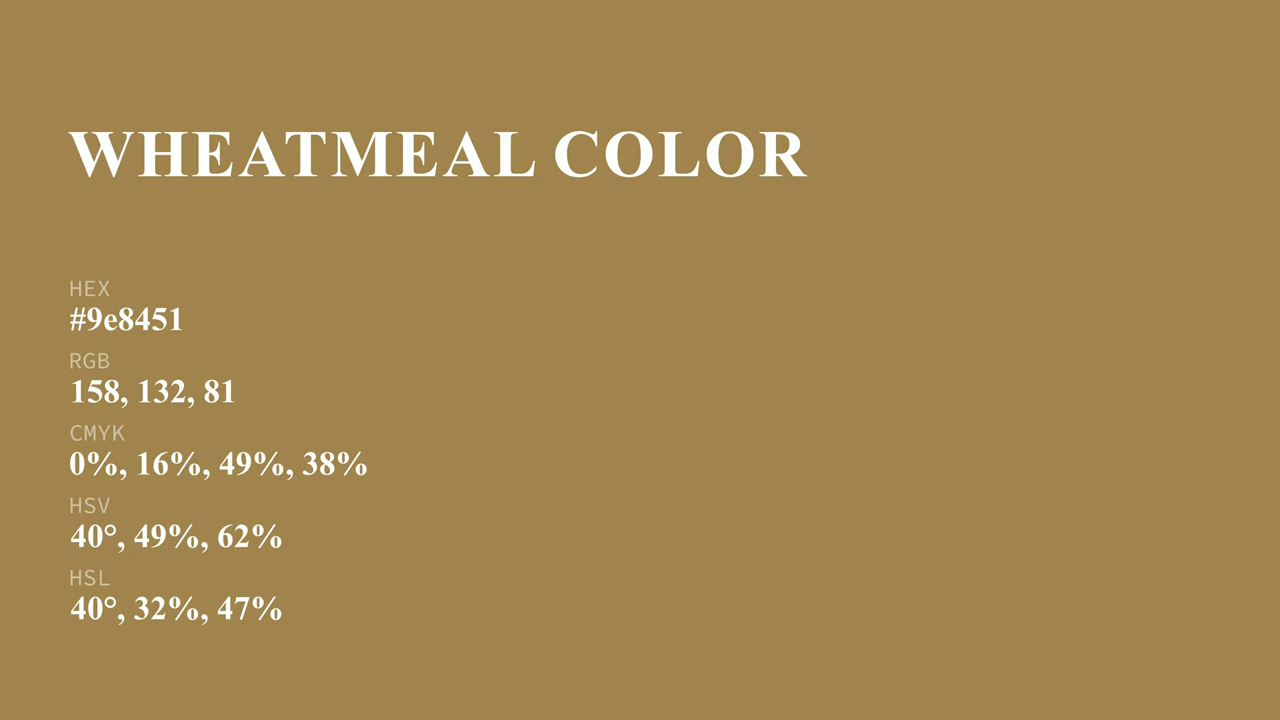 WHEATMEAL COLOR
HEX
#9e8451
RGB
158, 132, 81
CMYK
0%, 16%, 49%, 38%
HSV
40°, 49%, 62%
HSL
40°, 32%, 47%